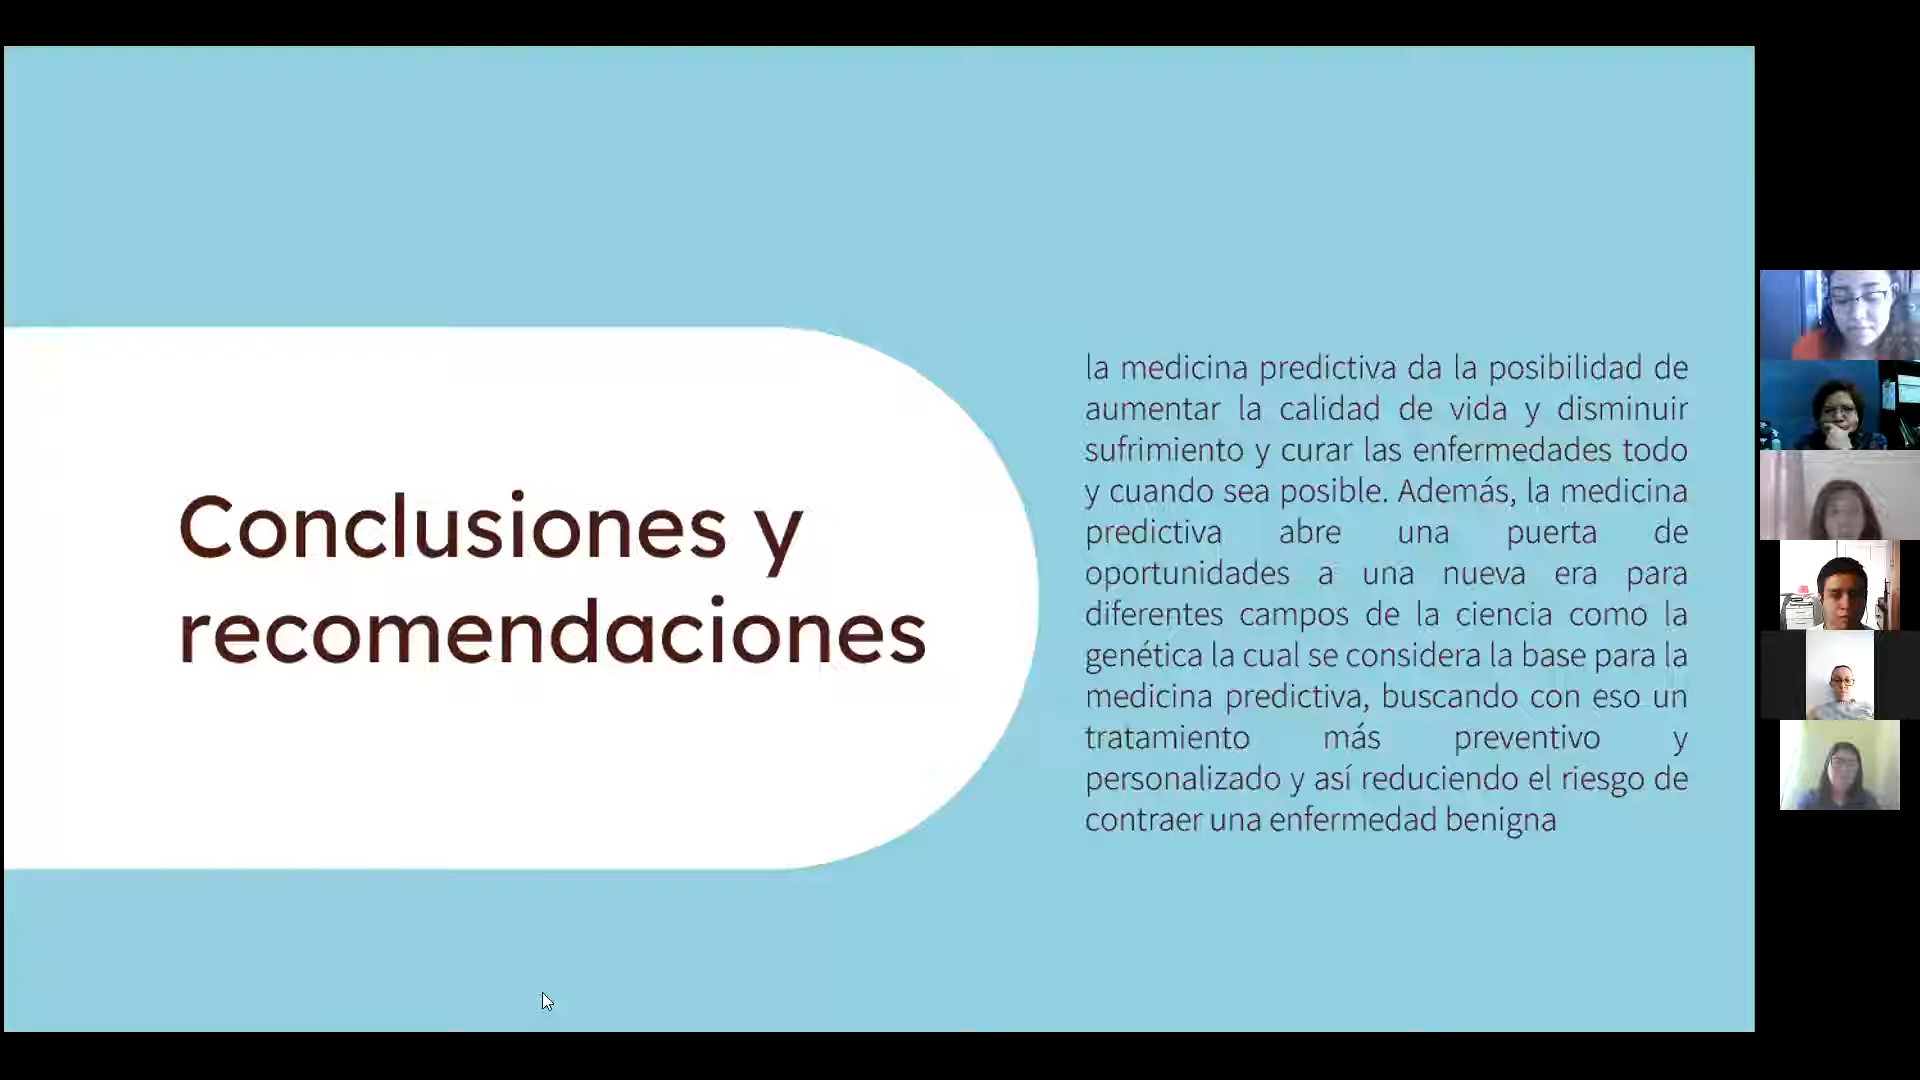 Conclusiones y
recomendaciones
la medicina predictiva da la posibilidad de
aumentar la calidad de vida y disminuir
sufrimiento y curar las enfermedades todo
y cuando sea posible. Además, la medicina
predictiva abre una puerta de
oportunidades a una nueva era para
diferentes campos de la ciencia como la
genética la cual se considera la base para la
medicina predictiva, buscando con eso un
tratamiento más preventivo y
personalizado y así reduciendo el riesgo de
contraer una enfermedad benigna